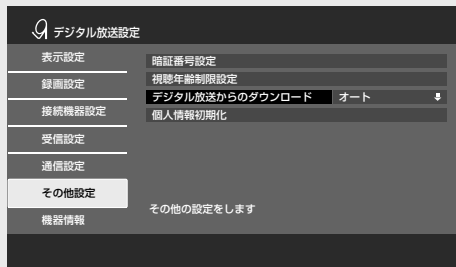 デジタル放送設定
表示設定
録画設定
接続機器設定
受信設定
通信設定
その他設定
機器情報
暗証番号設定
視聴年齢制限設定
デジタル放送からのダウンロード オート
個人情報初期化
その他の設定をします